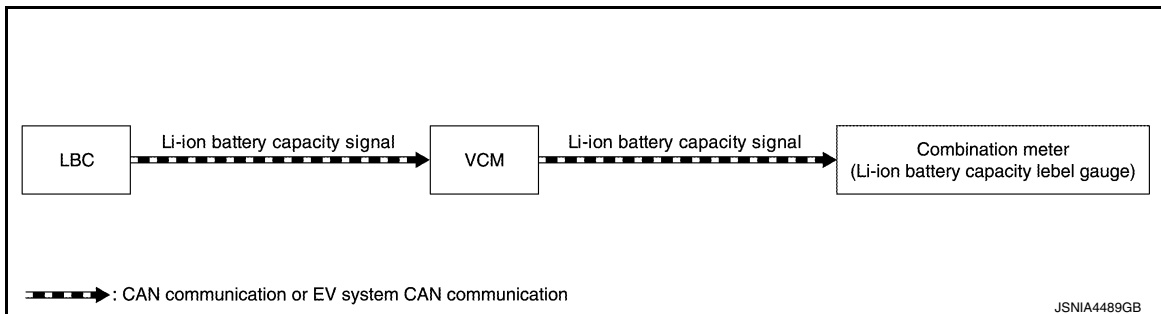 Li-ion battery capacity signal
Li-ion battery capacity signal
LBC
VCM
Combination meter
(Li-ion battery capacity lebel gauge)
: CAN communication or EV system CAN communication
JSNIA4489GB